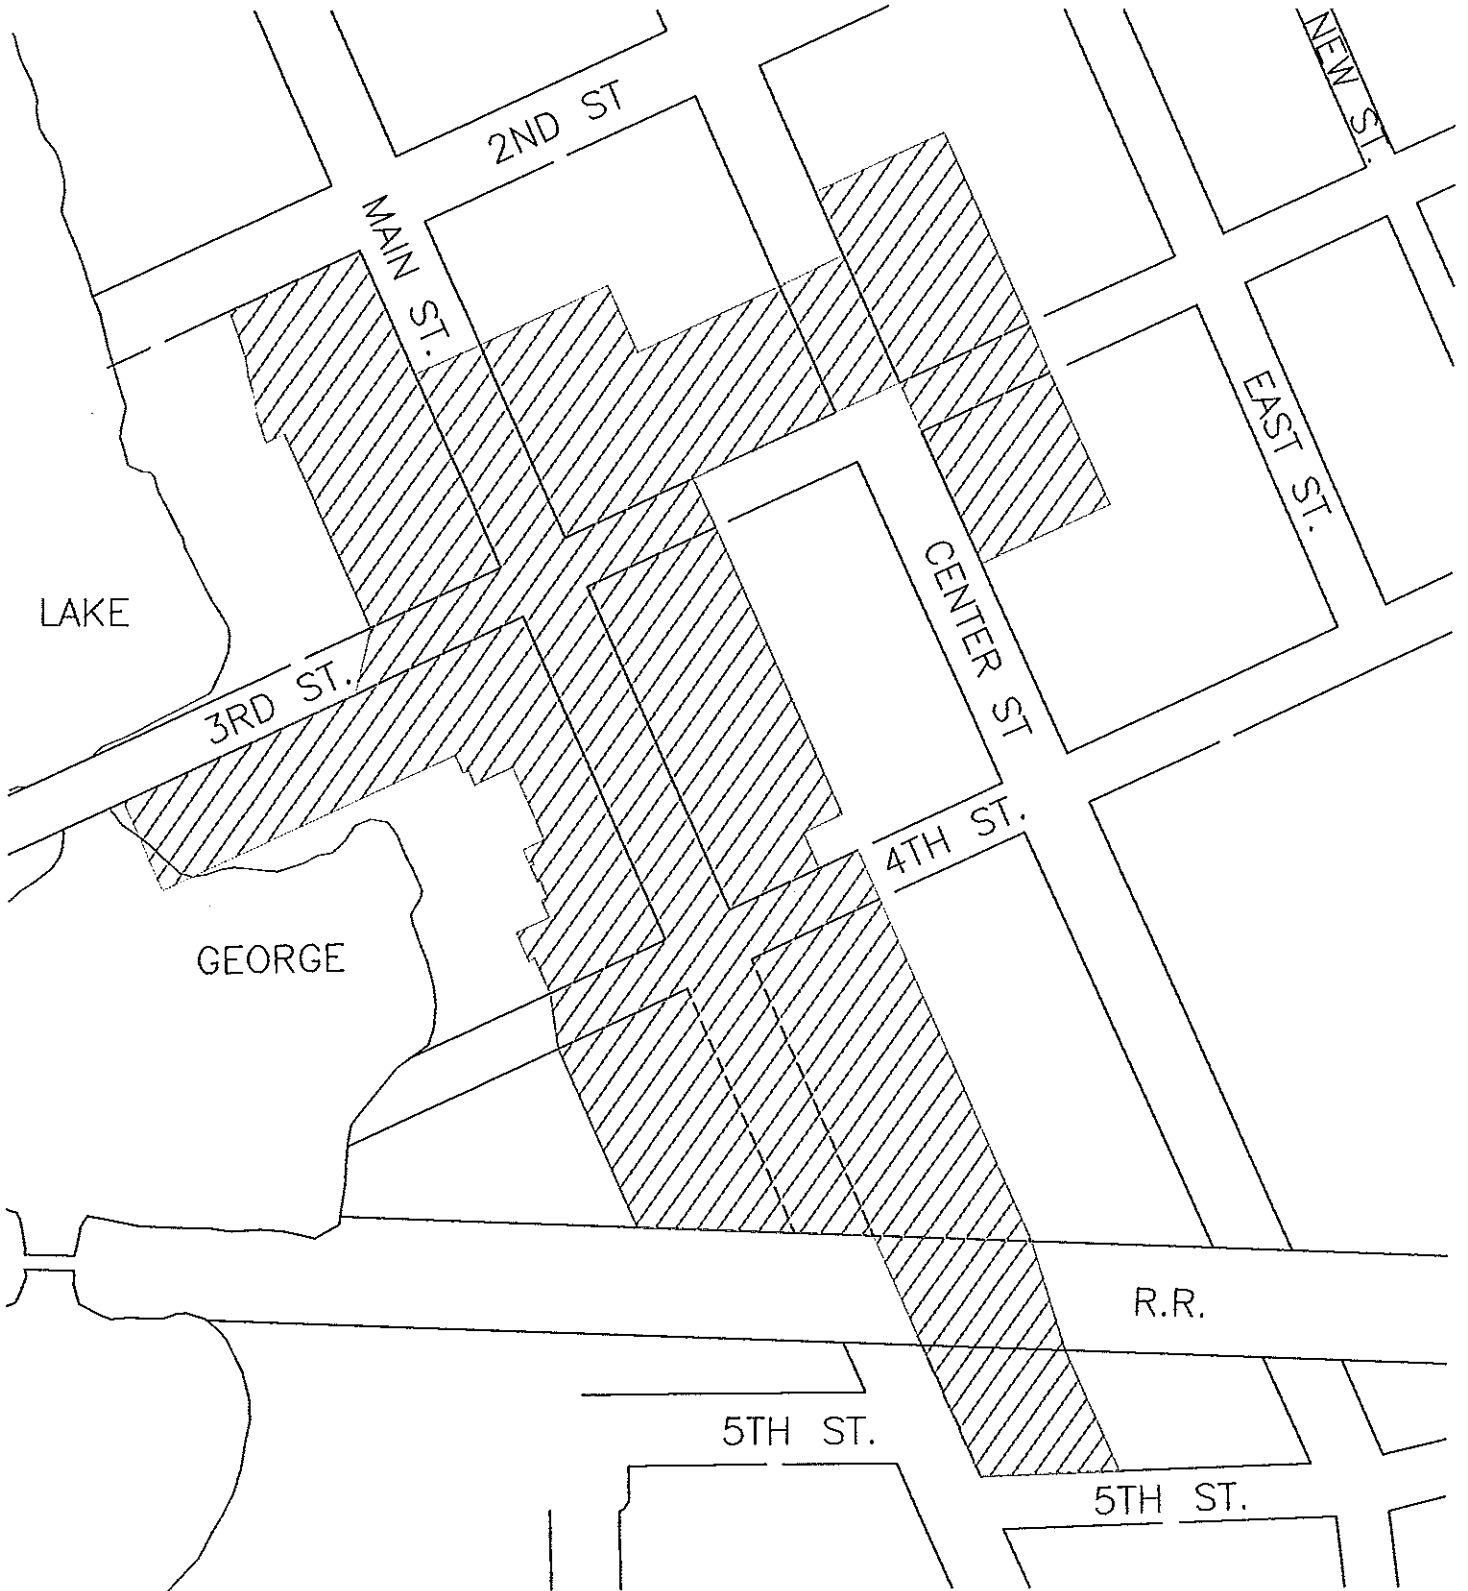 NEW ST.
2ND ST
MAIN ST.
EAST ST.
LAKE
CENTER ST
3RD ST.
4TH ST.
GEORGE
R.R.
5TH ST.
5TH ST.